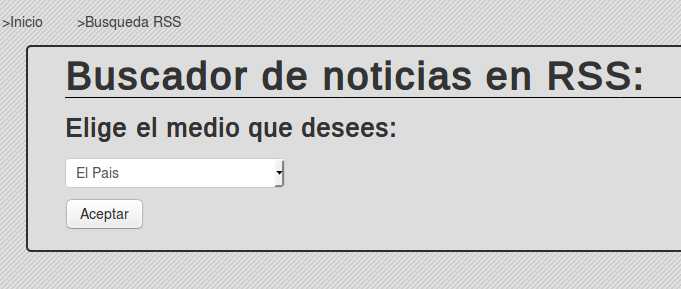 >Inicio >Busqueda RSS
Buscador de noticias en RSS:
Elige el medio que desees:
El Pais
Aceptar